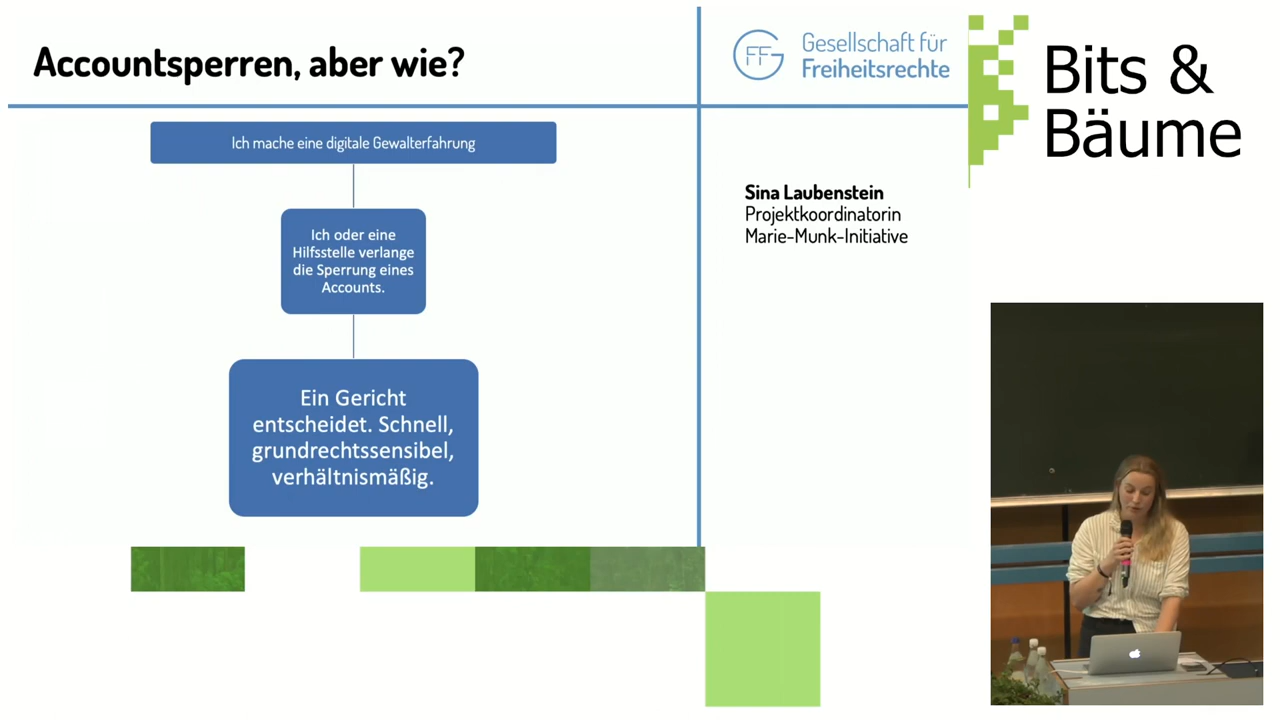 Accountsperren, aber wie?
GFF
Gesellschaft für
Freiheitsrechte
Bits &
Bäume
Ich mache eine digitale Gewalterfahrung
Ich oder eine
Hilfsstelle verlange
die Sperrung eines
Accounts.
Ein Gericht
entscheidet. Schnell,
grundrechtssensibel,
verhältnismäßig.
Sina Laubenstein
Projektkoordinatorin
Marie-Munk-Initiative